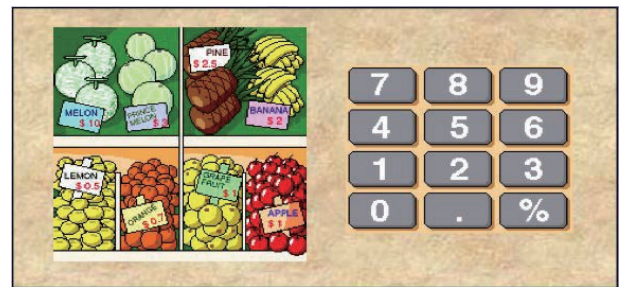 PINE
$ 2.5
MELON
$ 10
PRINCE
MELON
$ 3
BANANA
$ 2
LEMON
$ 0.5
ORANGE
$ 0.7
GRAPE
FRUIT
$ 1
APPLE
$ 1
7 8 9
4 5 6
1 2 3
0 . %